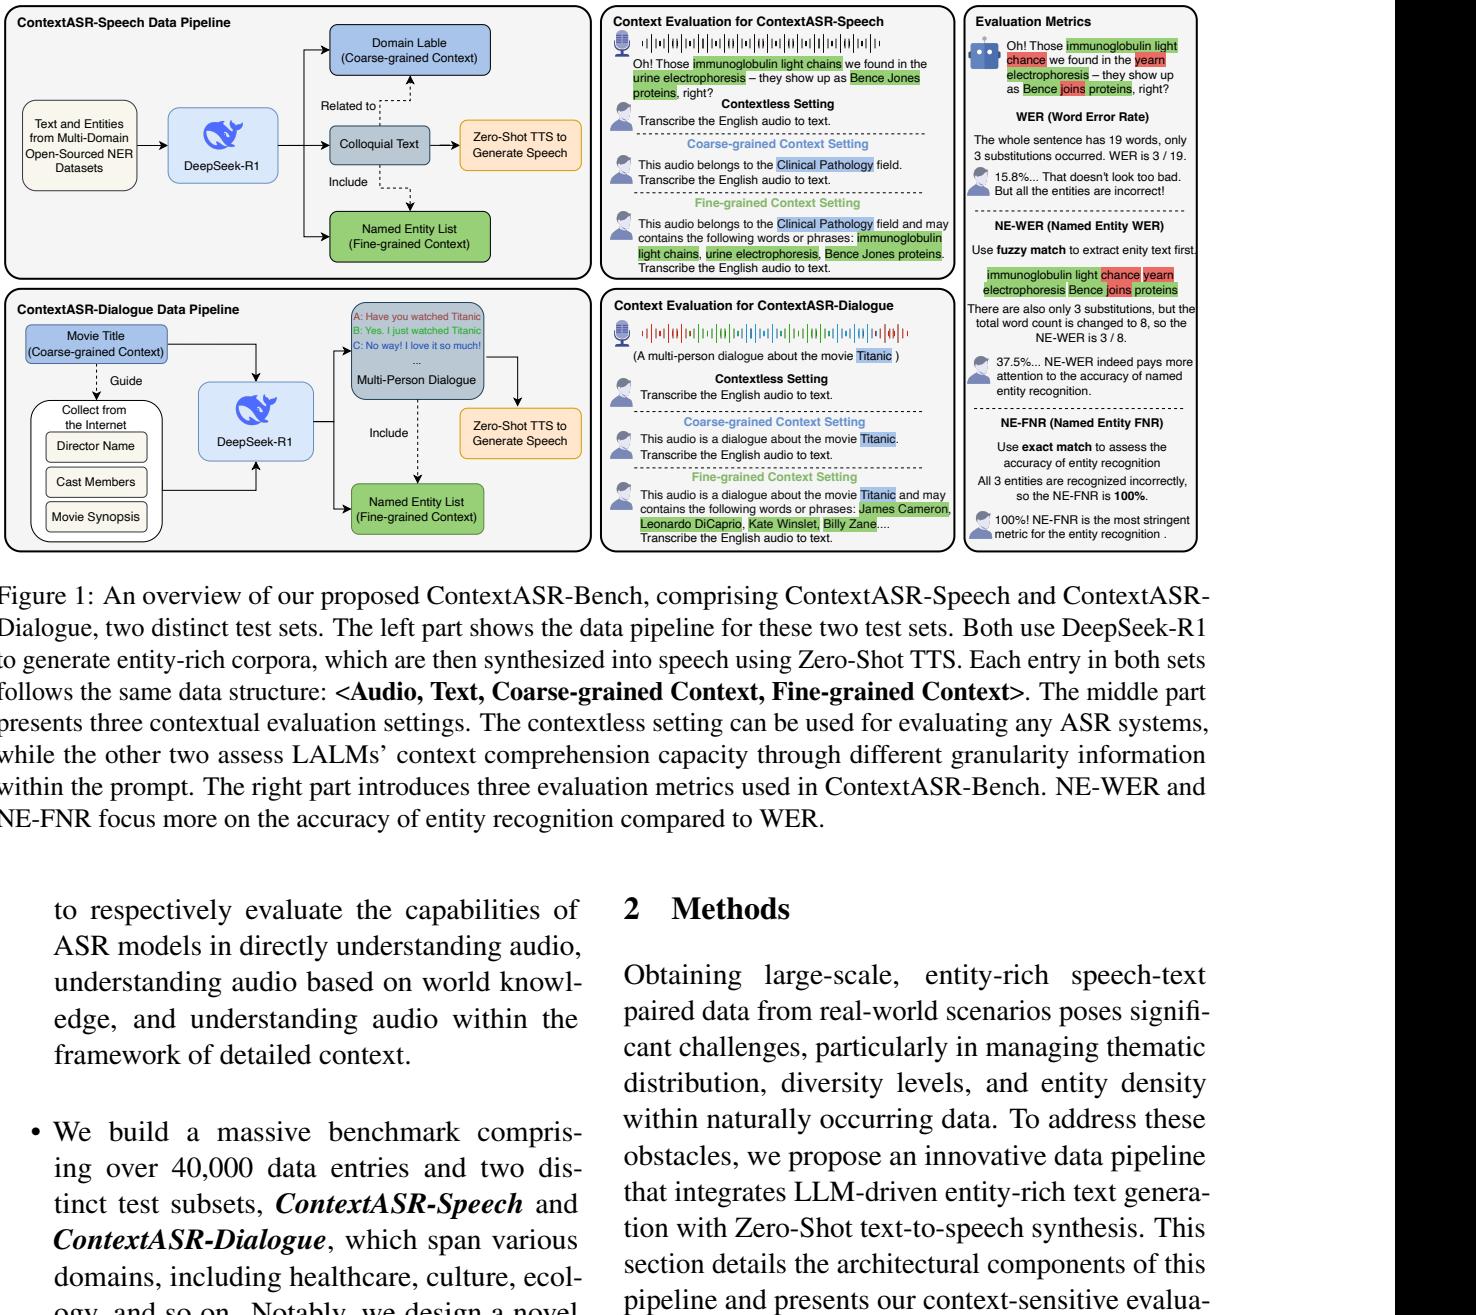 ContextASR-Speech Data Pipeline
Text and Entities
from Multi-Domain
Open-Sourced NER
Datasets
DeepSeek-R1
Domain Lable
(Coarse-grained Context)
Related to
Colloquial Text
Include
Named Entity List
(Fine-grained Context)
Zero-Shot TTS to
Generate Speech
ContextASR-Dialogue Data Pipeline
Movie Title
(Coarse-grained Context)
Guide
Collect from
the Internet
Director Name
Cast Members
Movie Synopsis
DeepSeek-R1
A: Have you watched Titanic
B: Yes. I just watched Titanic
C: No way! I love it so much!
...
Multi-Person Dialogue
Include
Named Entity List
(Fine-grained Context)
Zero-Shot TTS to
Generate Speech
Context Evaluation for ContextASR-Speech
Oh! Those immunoglobulin light chains we found in the
urine electrophoresis – they show up as Bence Jones
proteins, right?
Contextless Setting
Transcribe the English audio to text.
Coarse-grained Context Setting
This audio belongs to the Clinical Pathology field.
Transcribe the English audio to text.
Fine-grained Context Setting
This audio belongs to the Clinical Pathology field and may
contains the following words or phrases: immunoglobulin
light chains, urine electrophoresis, Bence Jones proteins.
Transcribe the English audio to text.
Context Evaluation for ContextASR-Dialogue
(A multi-person dialogue about the movie Titanic )
Contextless Setting
Transcribe the English audio to text.
Coarse-grained Context Setting
This audio is a dialogue about the movie Titanic.
Transcribe the English audio to text.
Fine-grained Context Setting
This audio is a dialogue about the movie Titanic and may
contains the following words or phrases: James Cameron,
Leonardo DiCaprio, Kate Winslet, Billy Zane....
Transcribe the English audio to text.
Evaluation Metrics
Oh! Those immunoglobulin light
chance we found in the yearn
electrophoresis – they show up
as Bence joins proteins, right?
WER (Word Error Rate)
The whole sentence has 19 words, only
3 substitutions occurred. WER is 3 / 19.
15.8%... That doesn't look too bad.
But all the entities are incorrect!
NE-WER (Named Entity WER)
Use fuzzy match to extract enity text first.
immunoglobulin light chance yearn
electrophoresis Bence joins proteins
There are also only 3 substitutions, but the
total word count is changed to 8, so the
NE-WER is 3 / 8.
37.5%... NE-WER indeed pays more
attention to the accuracy of named
entity recognition.
NE-FNR (Named Entity FNR)
Use exact match to assess the
accuracy of entity recognition
All 3 entities are recognized incorrectly,
so the NE-FNR is 100%.
100%! NE-FNR is the most stringent
metric for the entity recognition .
Figure 1: An overview of our proposed ContextASR-Bench, comprising ContextASR-Speech and ContextASR-
Dialogue, two distinct test sets. The left part shows the data pipeline for these two test sets. Both use DeepSeek-R1
to generate entity-rich corpora, which are then synthesized into speech using Zero-Shot TTS. Each entry in both sets
follows the same data structure: <Audio, Text, Coarse-grained Context, Fine-grained Context>. The middle part
presents three contextual evaluation settings. The contextless setting can be used for evaluating any ASR systems,
while the other two assess LALMs' context comprehension capacity through different granularity information
within the prompt. The right part introduces three evaluation metrics used in ContextASR-Bench. NE-WER and
NE-FNR focus more on the accuracy of entity recognition compared to WER.
to respectively evaluate the capabilities of
ASR models in directly understanding audio,
understanding audio based on world knowl-
edge, and understanding audio within the
framework of detailed context.
• We build a massive benchmark compris-
ing over 40,000 data entries and two dis-
tinct test subsets, ContextASR-Speech and
ContextASR-Dialogue, which span various
domains, including healthcare, culture, ecol-
ogy, and so on. Notably, we design a novel
2 Methods
Obtaining large-scale, entity-rich speech-text
paired data from real-world scenarios poses signifi-
cant challenges, particularly in managing thematic
distribution, diversity levels, and entity density
within naturally occurring data. To address these
obstacles, we propose an innovative data pipeline
that integrates LLM-driven entity-rich text genera-
tion with Zero-Shot text-to-speech synthesis. This
section details the architectural components of this
pipeline and presents our context-sensitive evalua-